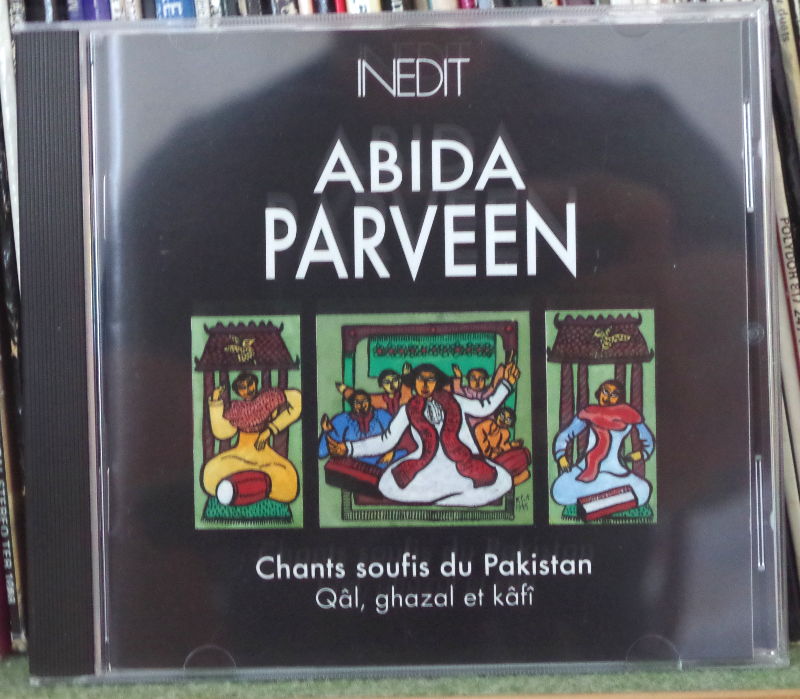 INEDIT
ABIDA
PARVEEN
Chants soufis du Pakistan
Qâl, ghazal et kâfî